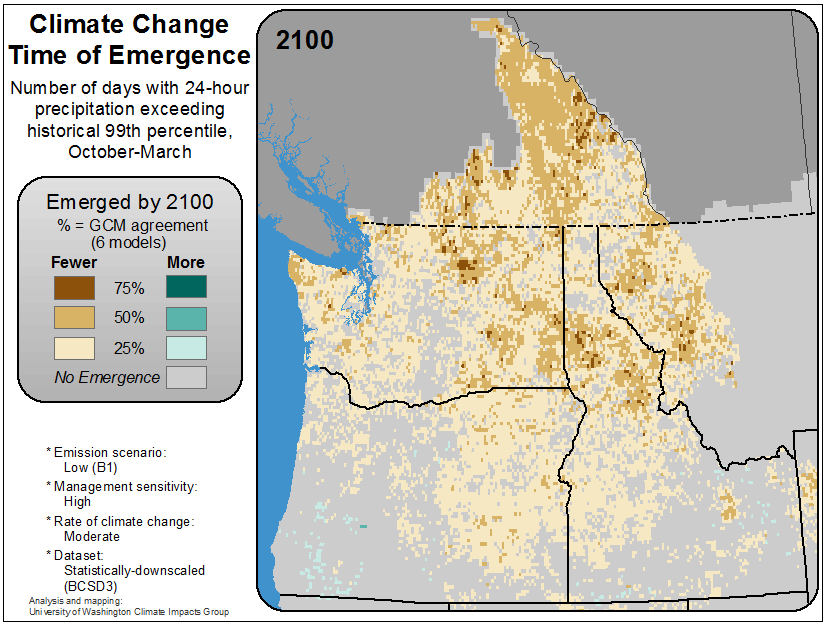 Climate Change
Time of Emergence
Number of days with 24-hour
precipitation exceeding
historical 99th percentile,
October-March
2100
Emerged by 2100
% = GCM agreement
(6 models)
Fewer More
75%
50%
25%
No Emergence
* Emission scenario:
Low (B1)
* Management sensitivity:
High
* Rate of climate change:
Moderate
* Dataset:
Statistically-downscaled
(BCSD3)
Analysis and mapping:
University of Washington Climate Impacts Group